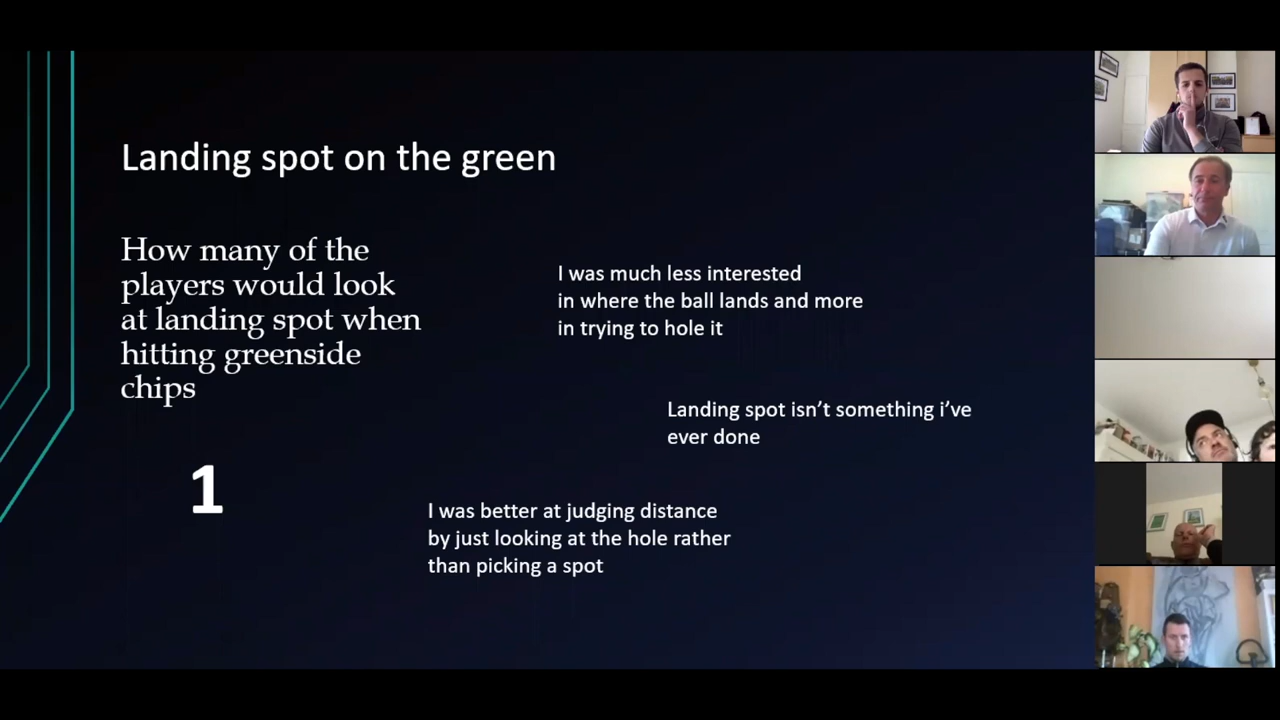 Landing spot on the green
How many of the
players would look
at landing spot when
hitting greenside
chips
1
I was much less interested
in where the ball lands and more
in trying to hole it
Landing spot isn’t something i’ve
ever done
I was better at judging distance
by just looking at the hole rather
than picking a spot